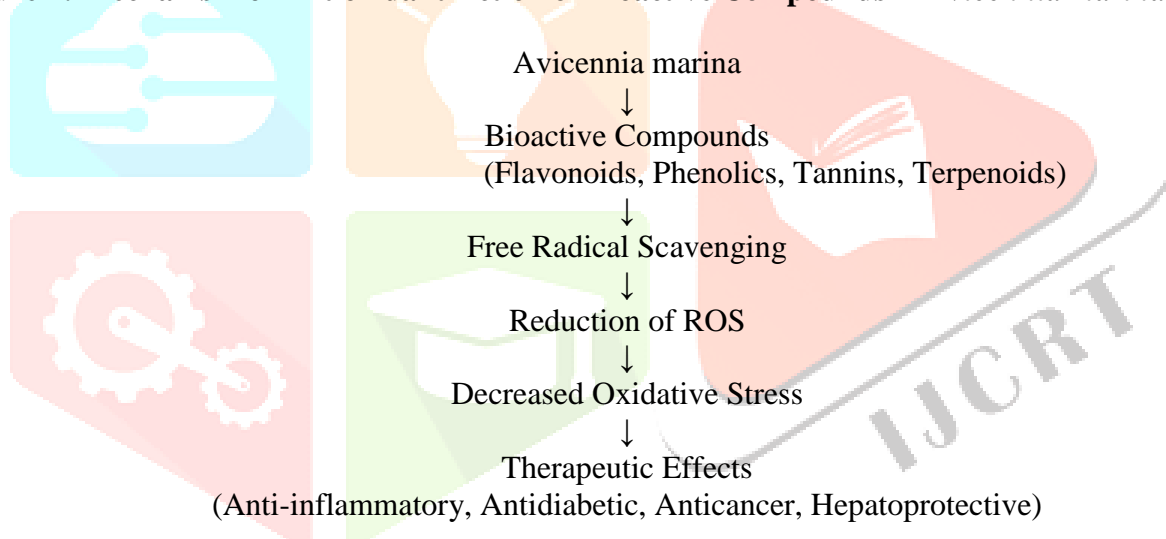 Compounds
Avicennia marina
↓
Bioactive Compounds
(Flavonoids, Phenolics, Tannins, Terpenoids)
↓
Free Radical Scavenging
↓
Reduction of ROS
↓
Decreased Oxidative Stress
↓
Therapeutic Effects
(Anti-inflammatory, Antidiabetic, Anticancer, Hepatoprotective)
IJCRT